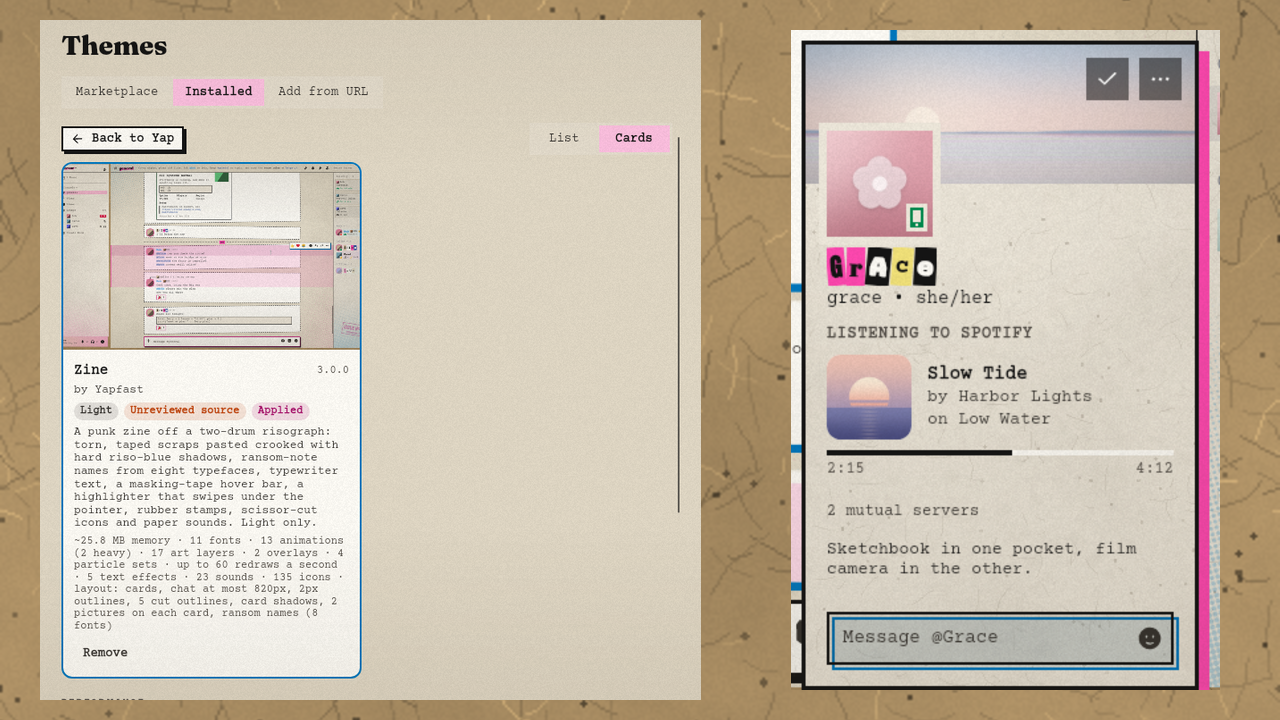 Themes
Marketplace
Installed
Add from URL
← Back to Yap
List
Cards
Zine
3.0.0
by Yapfast
Light
Unreviewed source
Applied
A punk zine off a two-drum risograph:
torn, taped scraps pasted crooked with
hard riso-blue shadows, ransom-note
names from eight typefaces, typewriter
text, a masking-tape hover bar, a
highlighter that swipes under the
pointer, rubber stamps, scissor-cut
icons and paper sounds. Light only.
~25.8 MB memory · 11 fonts · 13 animations
(2 heavy) · 17 art layers · 2 overlays · 4
particle sets · up to 60 redraws a second
· 5 text effects · 23 sounds · 135 icons ·
layout: cards, chat at most 820px, 2px
outlines, 5 cut outlines, card shadows, 2
pictures on each card, ransom names (8
fonts)
Remove
GrAce
grace • she/her
LISTENING TO SPOTIFY
Slow Tide
by Harbor Lights
on Low Water
2:15
4:12
2 mutual servers
Sketchbook in one pocket, film
camera in the other.
Message @Grace